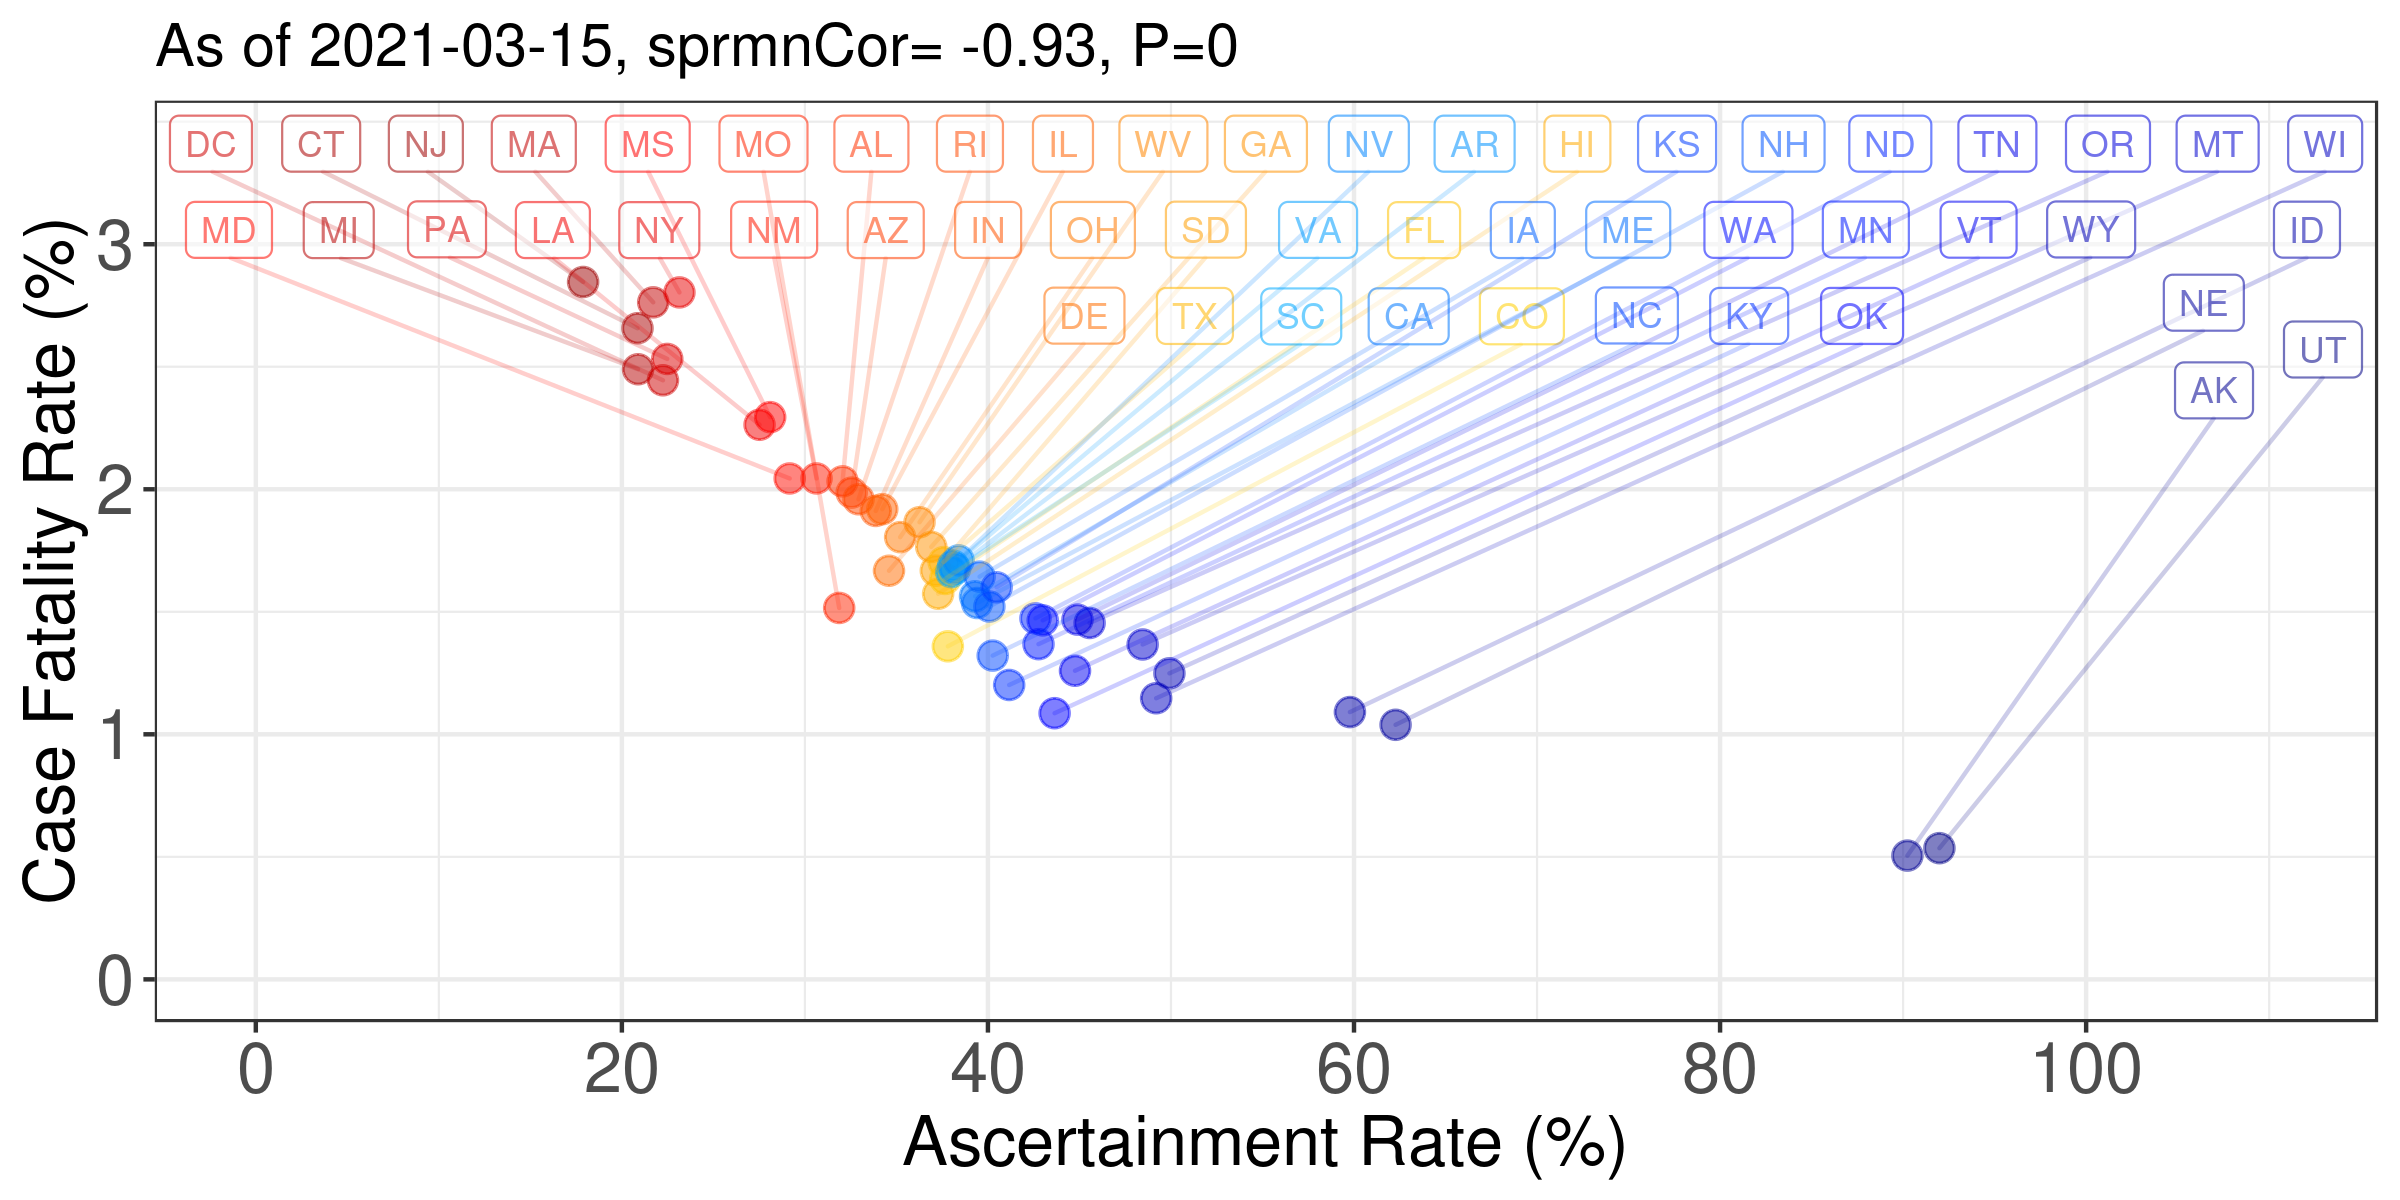 As of 2021-03-15, sprmnCor= -0.93, P=0
DC CT NJ MA MS MO AL RI IL WV GA NV AR HI KS NH ND TN OR MT WI
MD MI PA LA NY NM AZ IN OH SD VA FL IA ME WA MN VT WY ID
DE TX SC CA CO NC KY OK NE
UT
AK
3
2
1
0
Case Fatality Rate (%)
0 20 40 60 80 100
Ascertainment Rate (%)